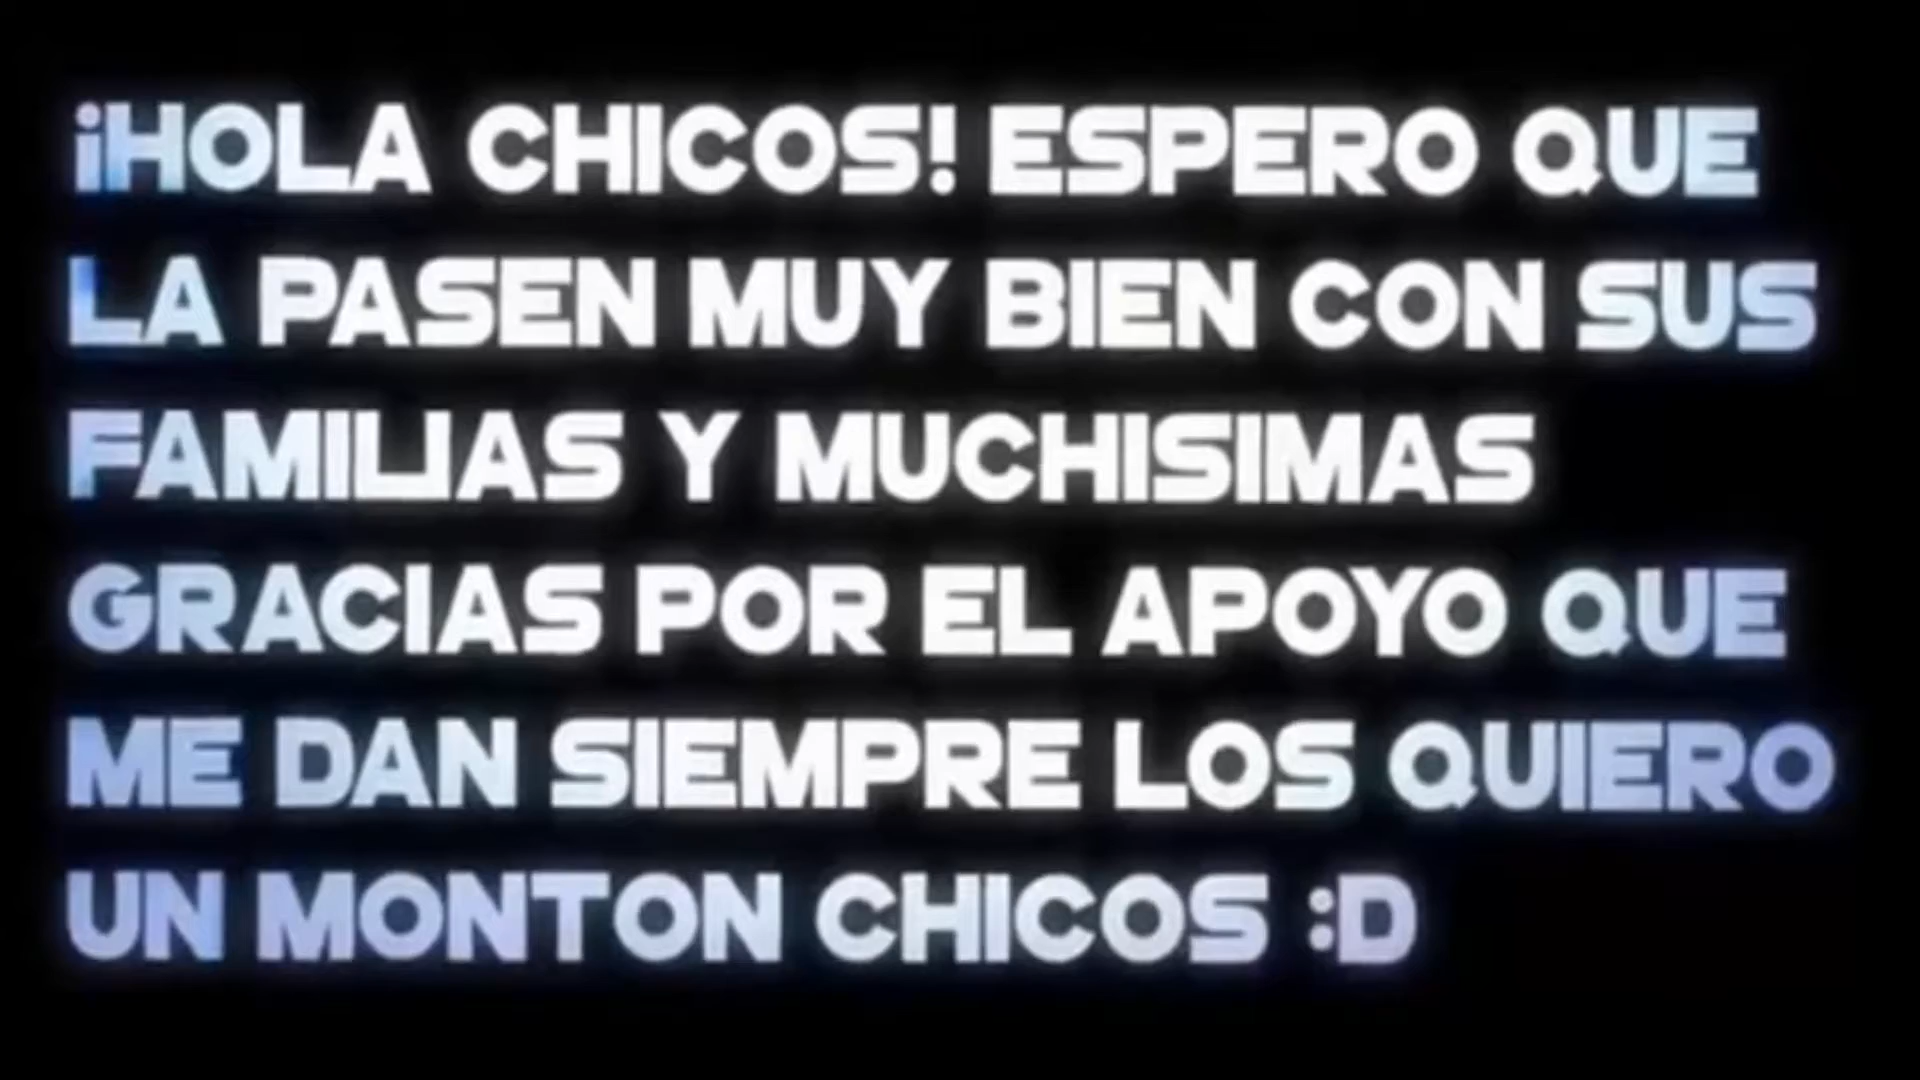 ¡HOLA CHICOS! ESPERO QUE
LA PASEN MUY BIEN CON SUS
FAMILIAS Y MUCHISIMAS
GRACIAS POR EL APOYO QUE
ME DAN SIEMPRE LOS QUIERO
UN MONTON CHICOS :D